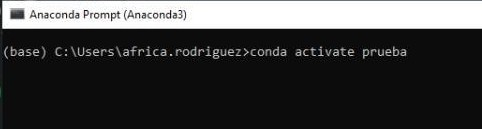 Anaconda Prompt (Anaconda3)
(base) C:\Users\africa.rodriguez>conda activate prueba